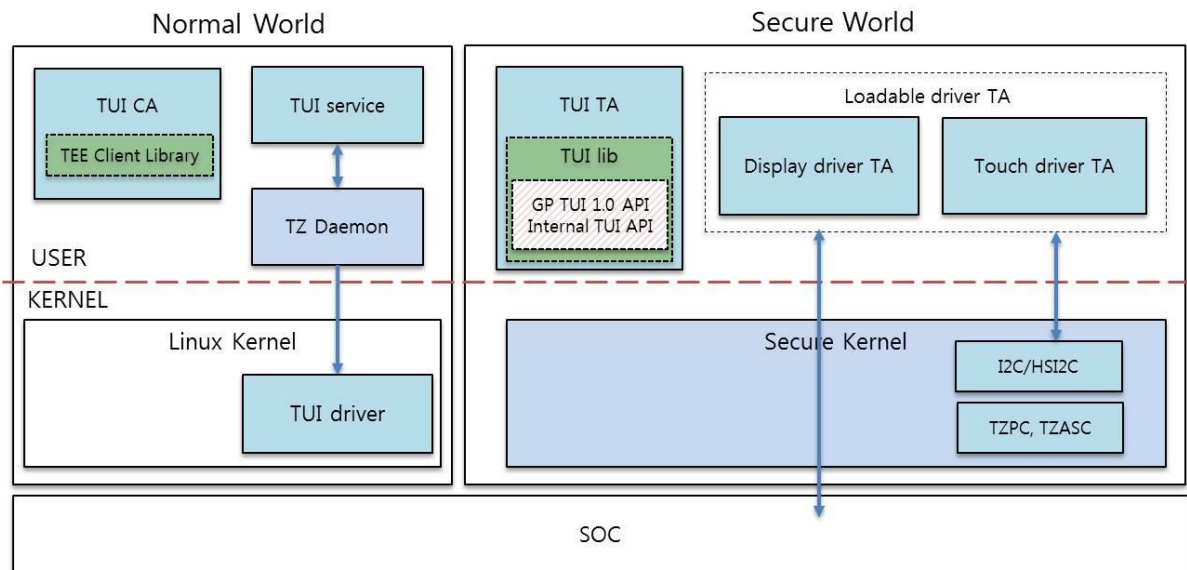 Normal World
Secure World
TUI CA
TEE Client Library
TUI service
TZ Daemon
USER
KERNEL
Linux Kernel
TUI driver
TUI TA
TUI lib
GP TUI 1.0 API
Internal TUI API
Loadable driver TA
Display driver TA
Touch driver TA
Secure Kernel
I2C/HSI2C
TZPC, TZASC
SOC